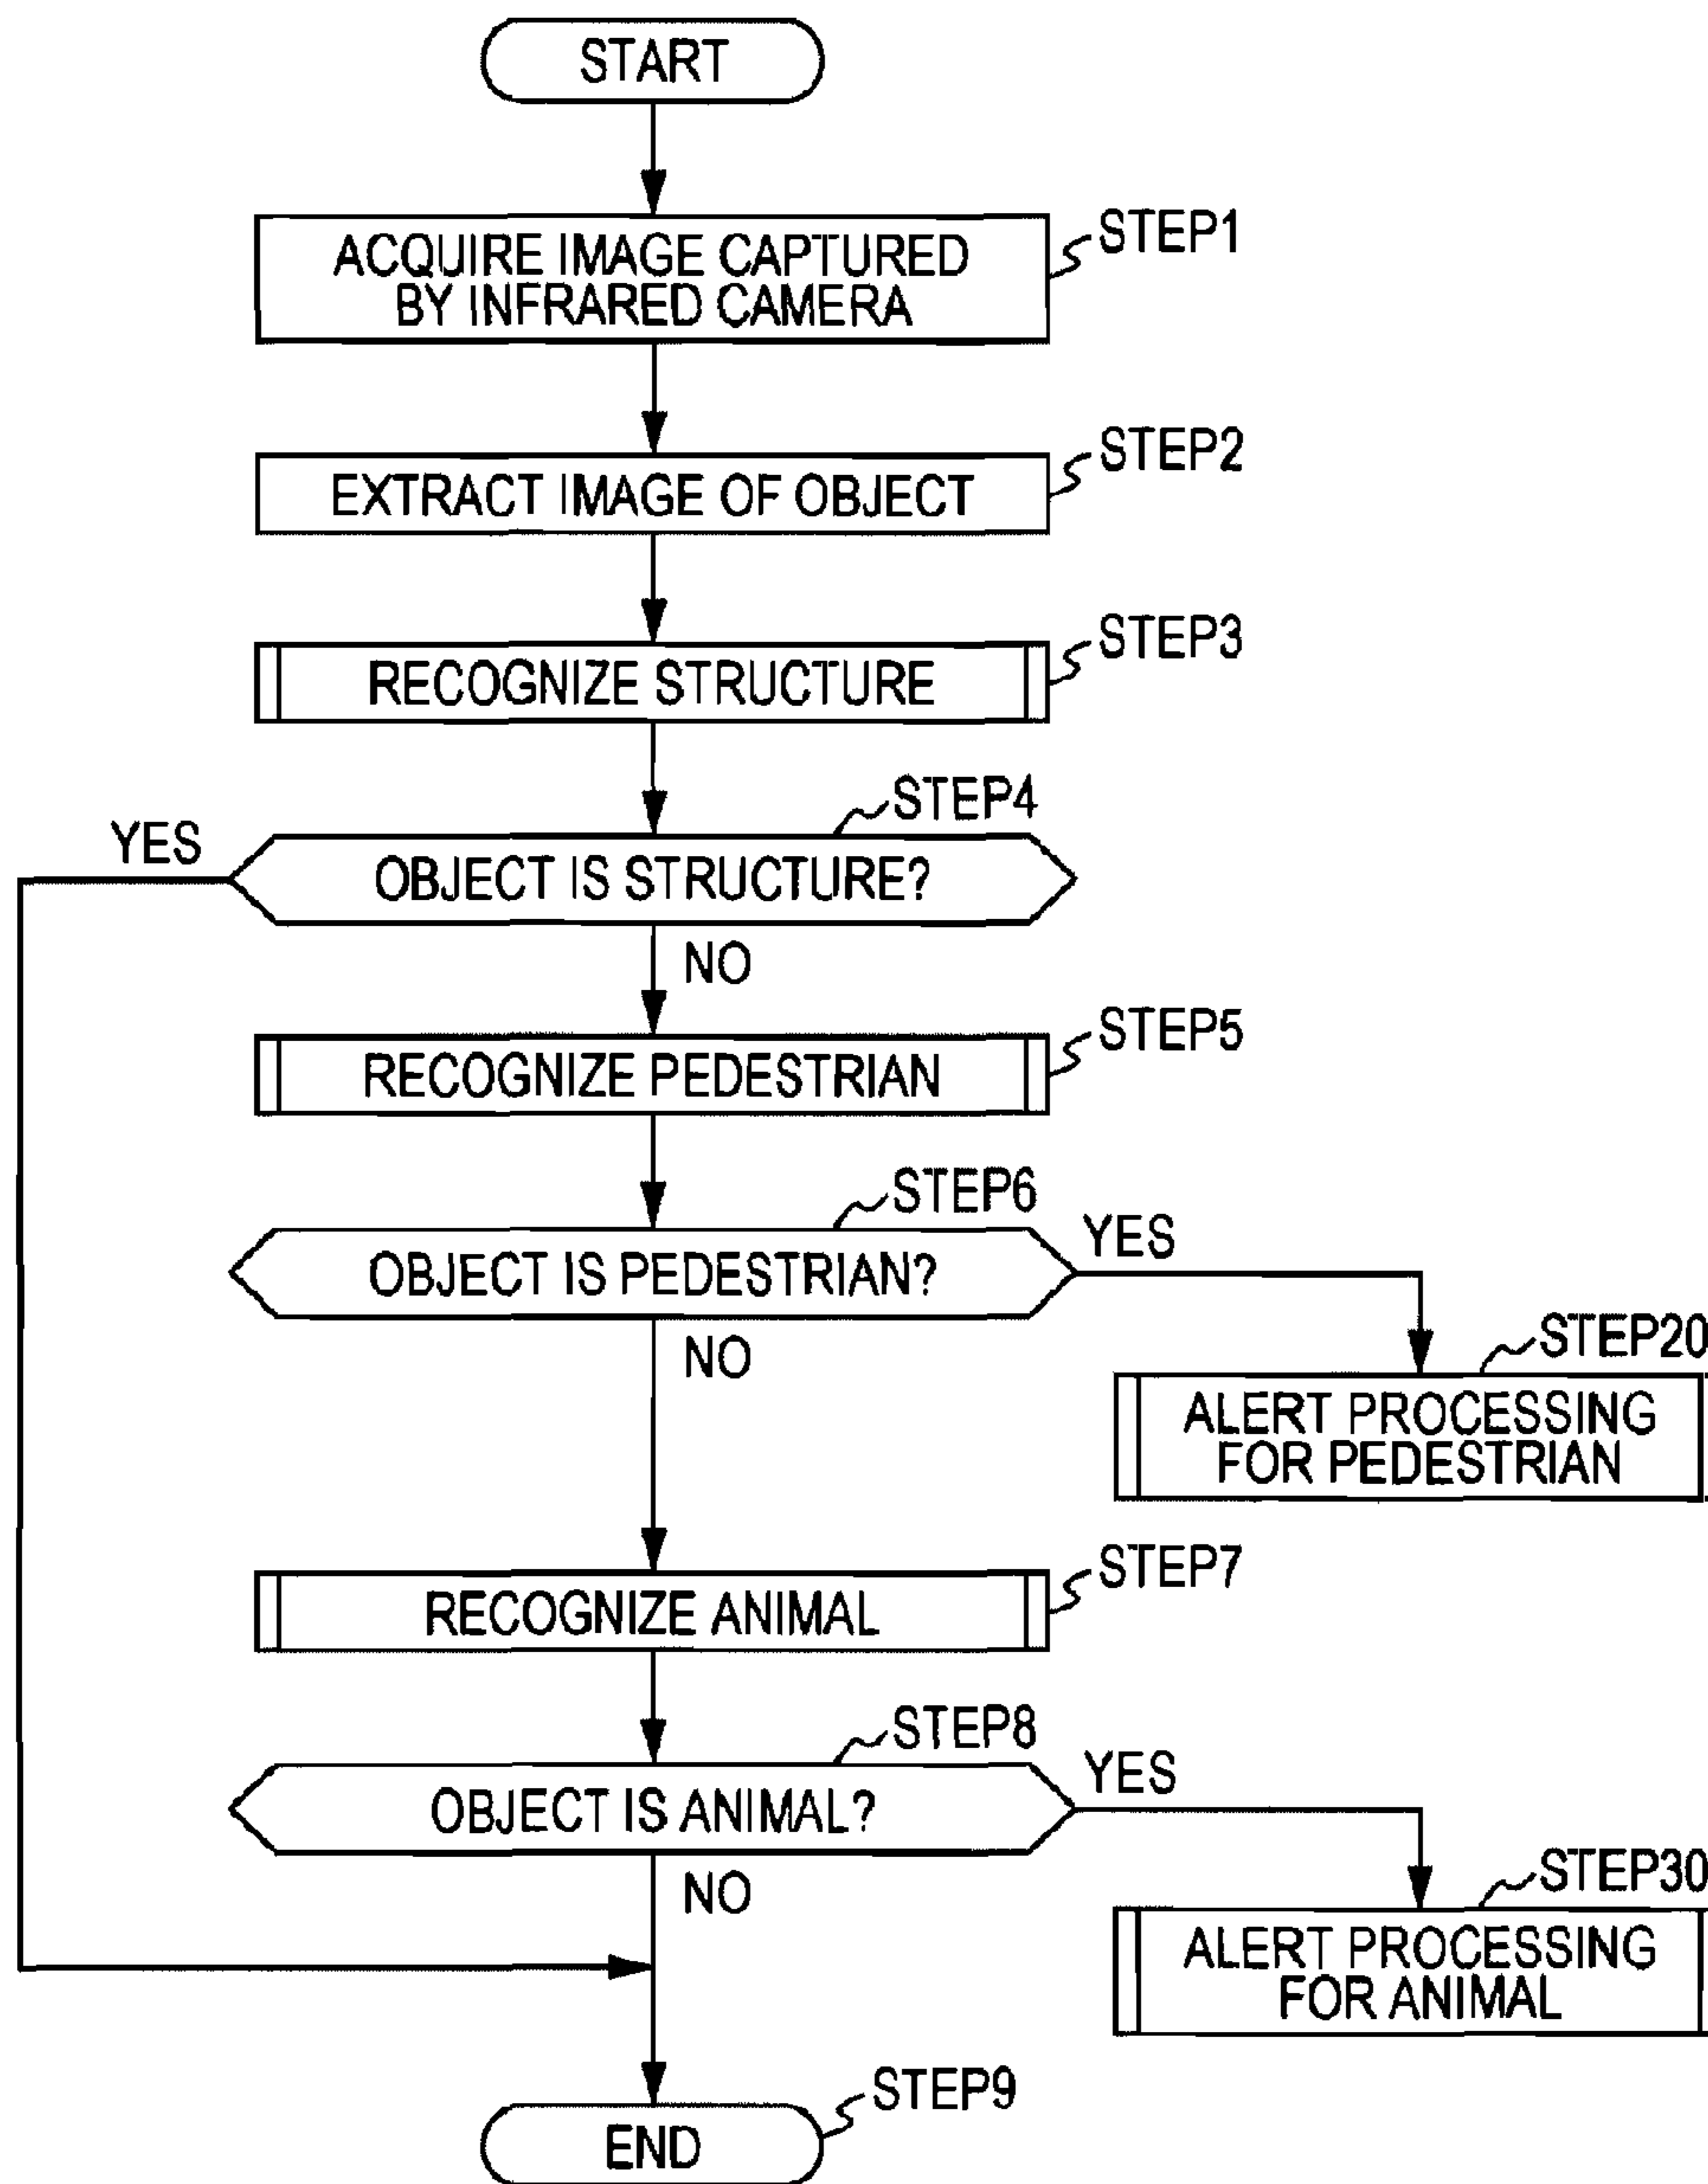 START
ACQUIRE IMAGE CAPTURED
BY INFRARED CAMERA
STEP1
EXTRACT IMAGE OF OBJECT
STEP2
RECOGNIZE STRUCTURE
STEP3
STEP4
YES
OBJECT IS STRUCTURE?
NO
RECOGNIZE PEDESTRIAN
STEP5
STEP6
OBJECT IS PEDESTRIAN?
YES
NO
STEP20
ALERT PROCESSING
FOR PEDESTRIAN
RECOGNIZE ANIMAL
STEP7
STEP8
OBJECT IS ANIMAL?
YES
NO
STEP30
ALERT PROCESSING
FOR ANIMAL
STEP9
END